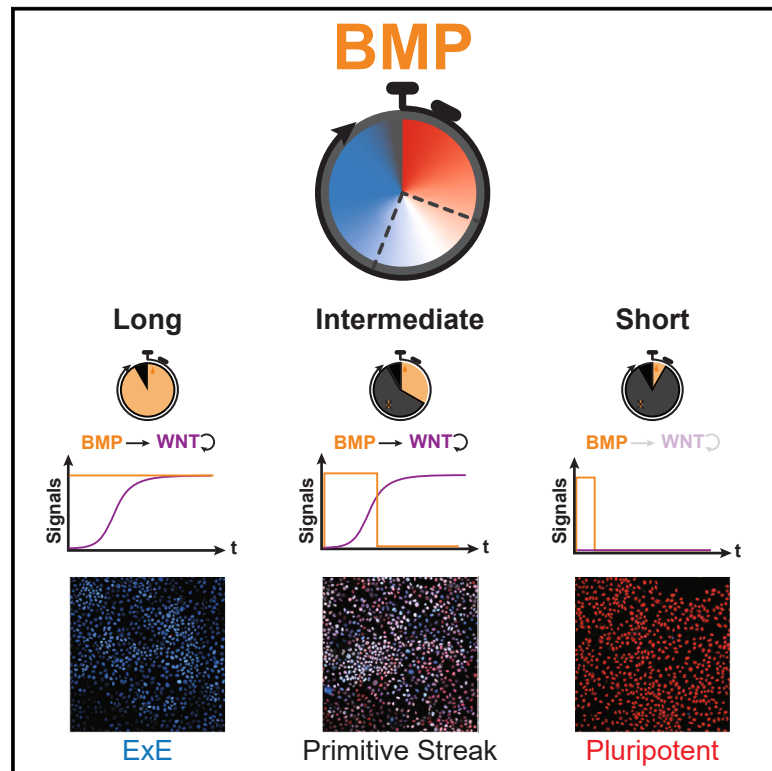 BMP
Long Intermediate Short
BMP WNT BMP WNT BMP WNT
Signals Signals Signals
t t t
ExE Primitive Streak Pluripotent